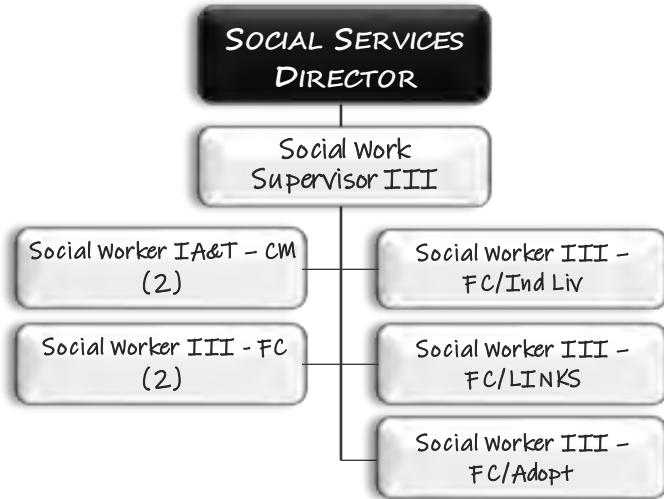 SOCIAL SERVICES
DIRECTOR
Social Work
Supervisor III
Social Worker IA&T – CM
(2)
Social Worker III –
FC/Ind Liv
Social Worker III - FC
(2)
Social Worker III –
FC/LINKS
Social Worker III –
FC/Adopt